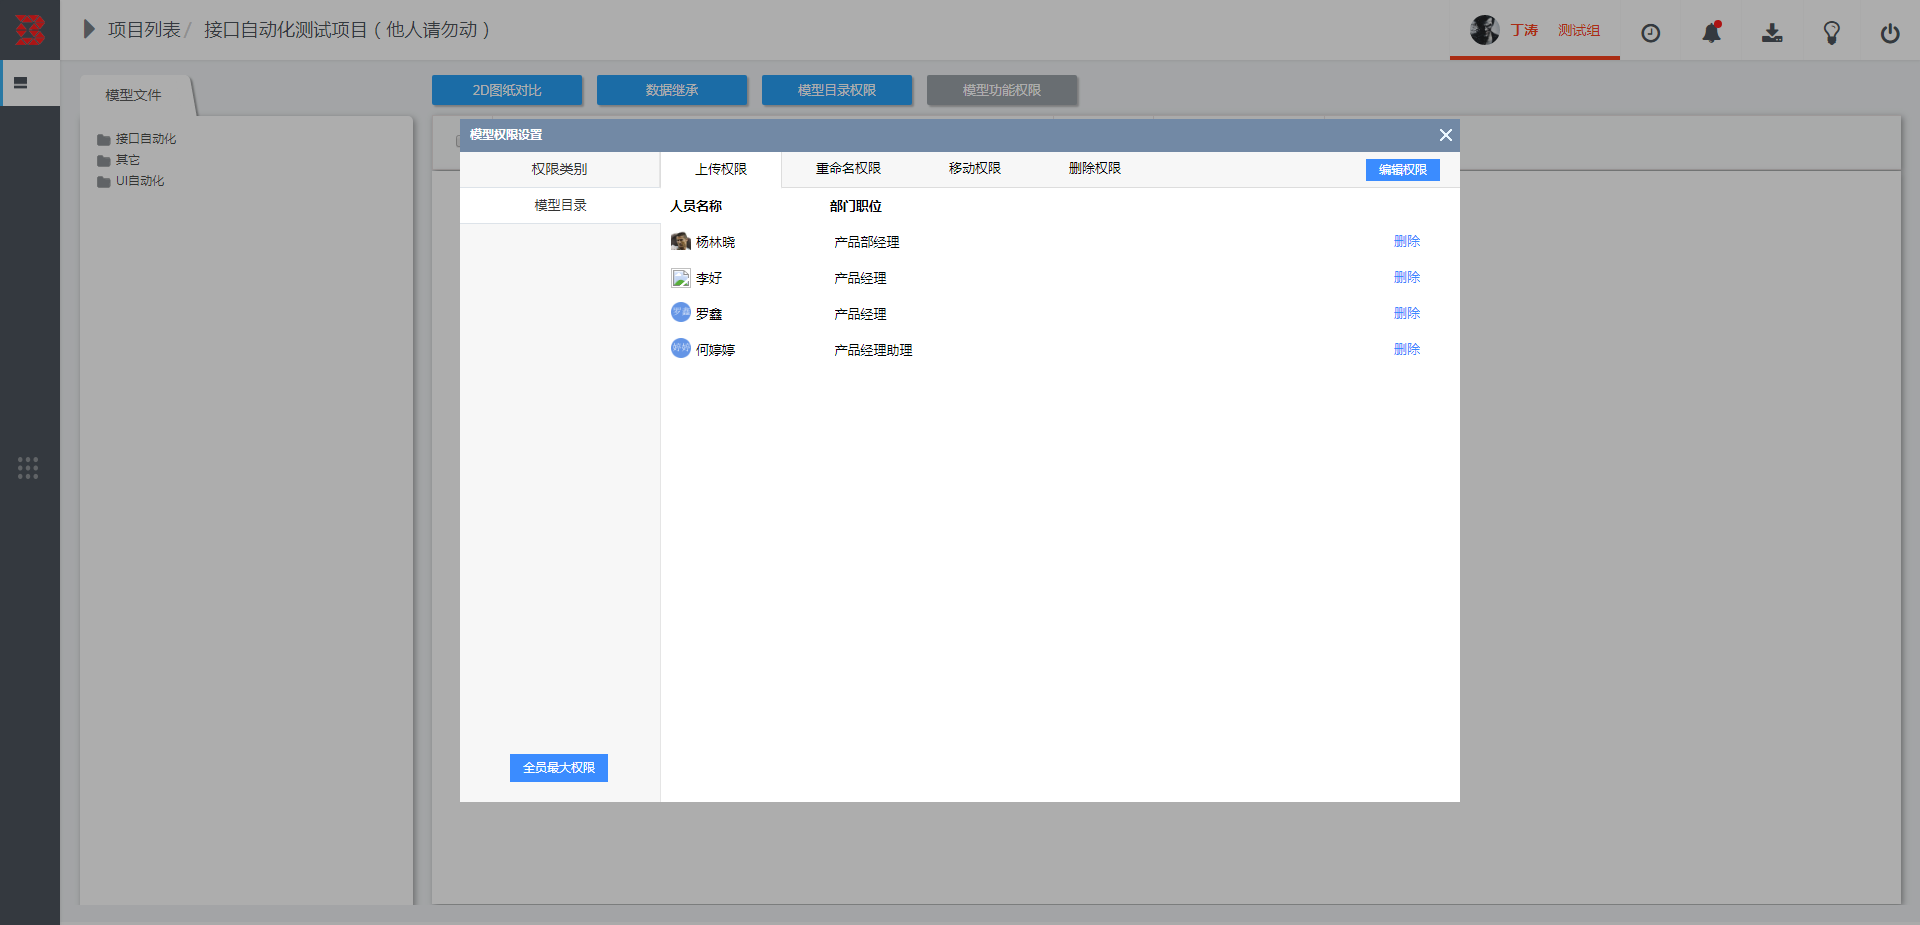 项目列表/ 接口自动化测试项目（他人请勿动）
丁涛 测试组
模型文件
2D图纸对比 数据继承 模型目录权限 模型功能权限
接口自动化
其它
UI自动化
模型权限设置
权限类别 上传权限 重命名权限 移动权限 删除权限 编辑权限
模型目录 人员名称 部门职位
杨林晓 产品部经理 删除
李好 产品经理 删除
罗鑫 罗鑫 产品经理 删除
婷婷 何婷婷 产品经理助理 删除
全员最大权限